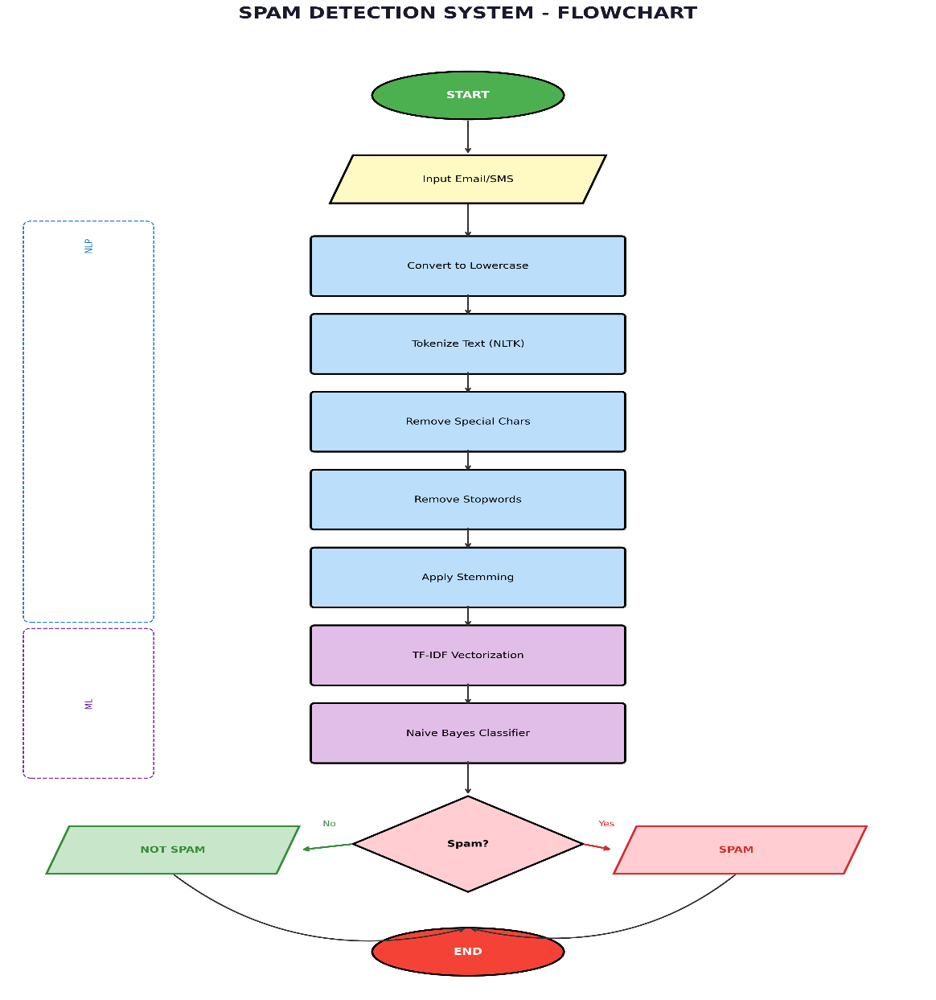 SPAM DETECTION SYSTEM - FLOWCHART
START
Input Email/SMS
NLP
Convert to Lowercase
Tokenize Text (NLTK)
Remove Special Chars
Remove Stopwords
Apply Stemming
TF-IDF Vectorization
ML
Naive Bayes Classifier
No
Yes
Spam?
NOT SPAM
SPAM
END